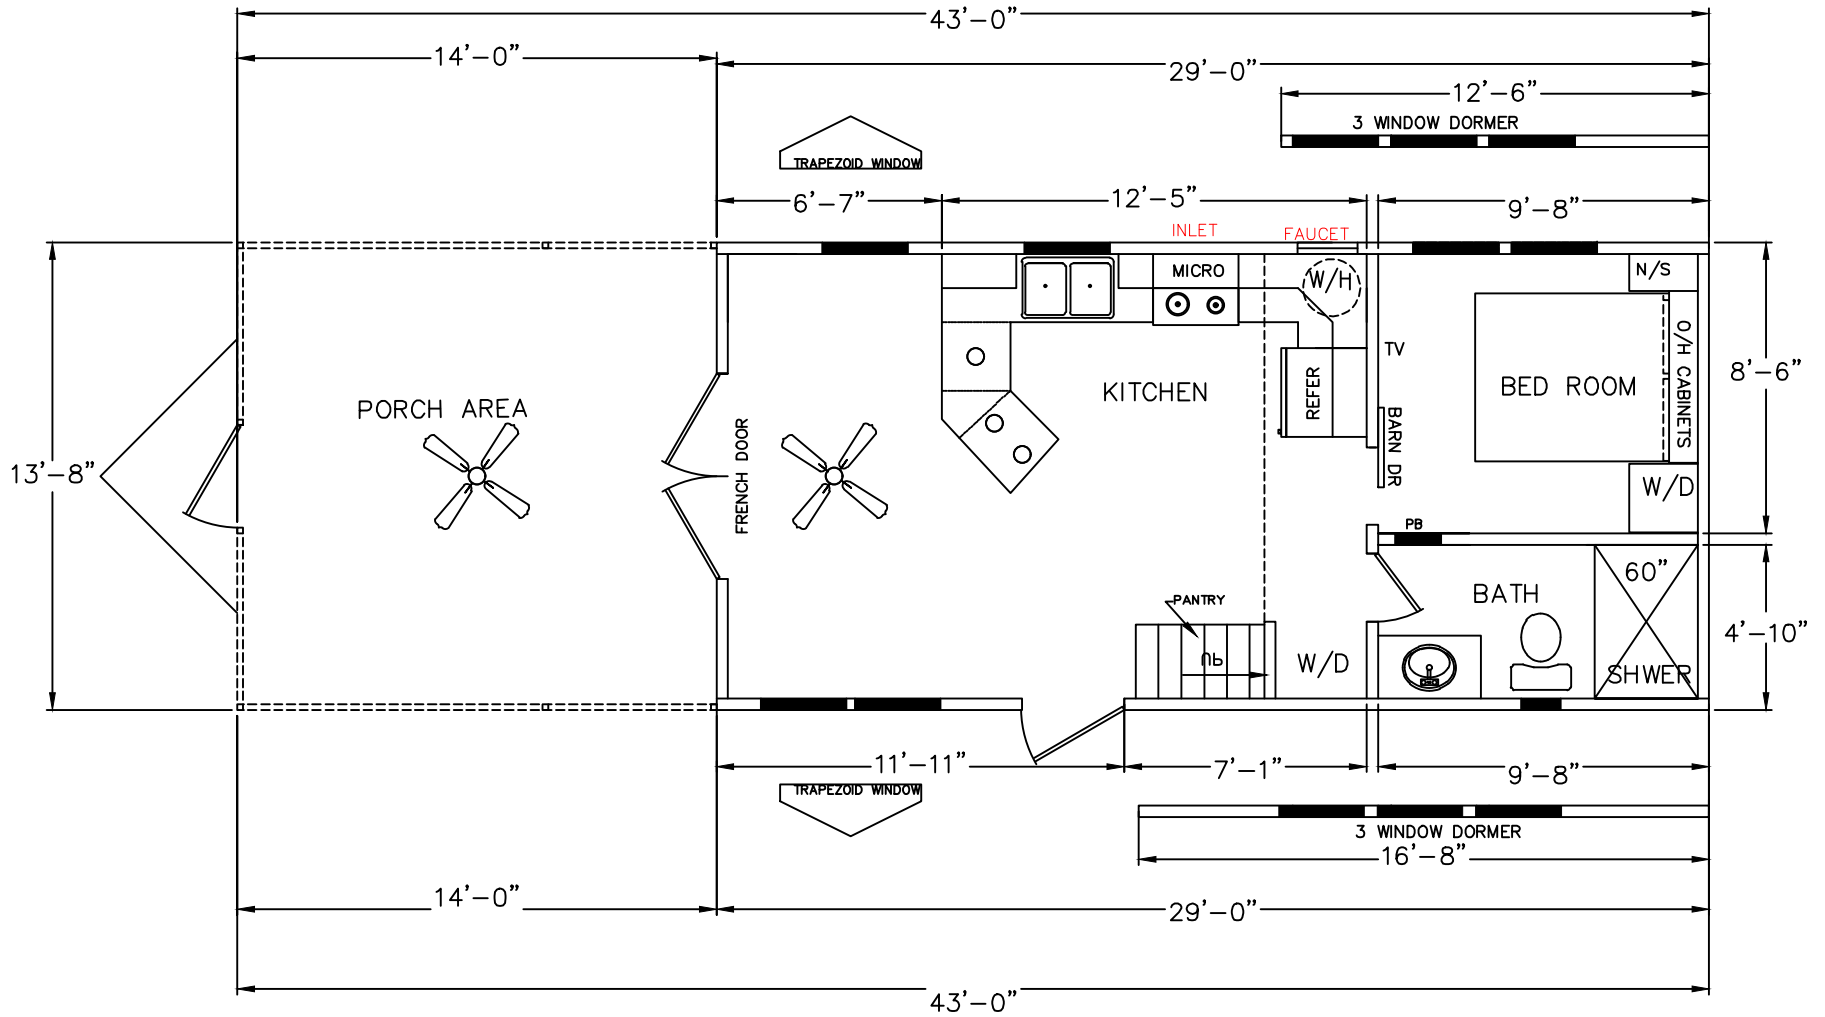 43'-0"
14'-0"
29'-0"
12'-6"
3 WINDOW DORMER
TRAPEZOID WINDOW
6'-7"
12'-5"
9'-8"
INLET
FAUCET
MICRO
W/H
N/S
TV
REFER
KITCHEN
BED ROOM
O/H CABINETS
8'-6"
PORCH AREA
FRENCH DOOR
BARN DR
13'-8"
W/D
PB
60"
BATH
PANTRY
4'-10"
UP
W/D
SHWER
11'-11"
7'-1"
9'-8"
TRAPEZOID WINDOW
3 WINDOW DORMER
16'-8"
14'-0"
29'-0"
43'-0"